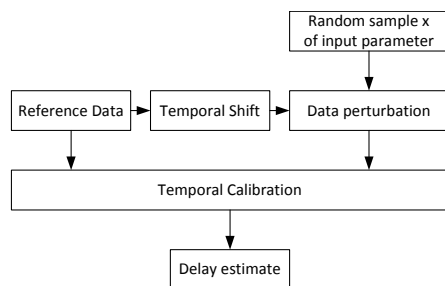 Random sample x
of input parameter
Reference Data
Temporal Shift
Data perturbation
Temporal Calibration
Delay estimate